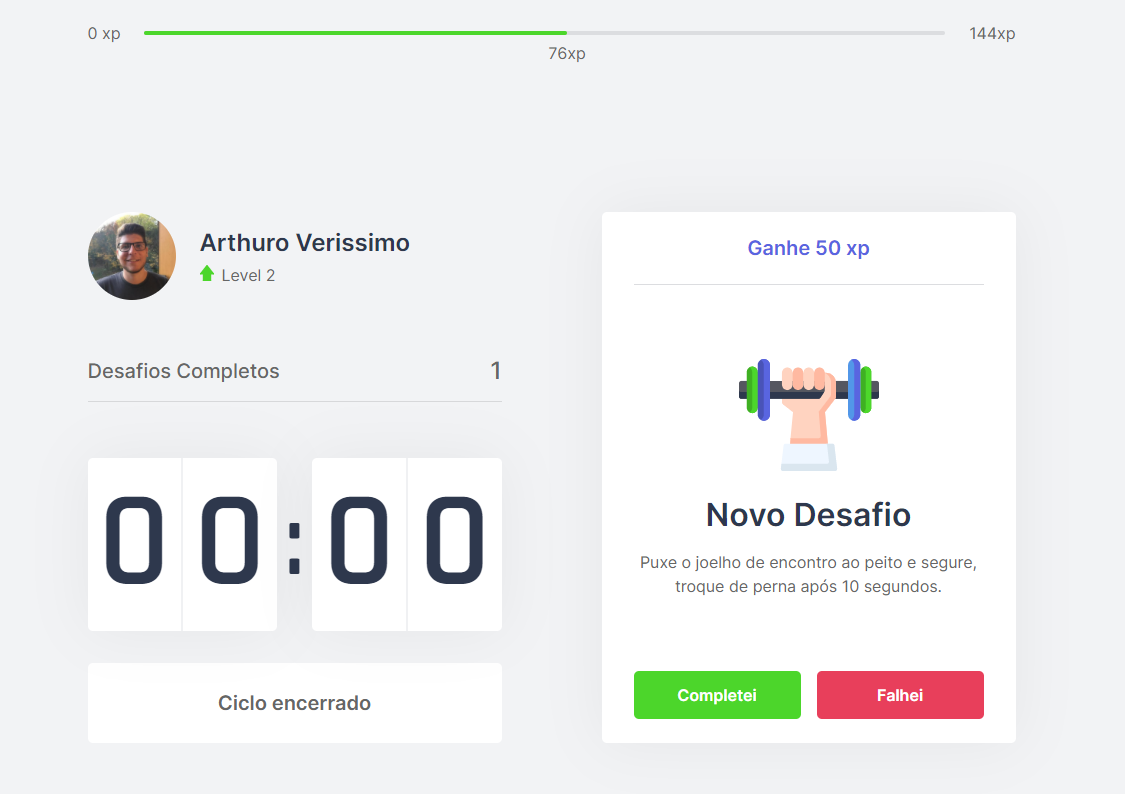 0 xp
144xp
76xp
Arthuro Verissimo
Level 2
Desafios Completos
1
00:00
Ciclo encerrado
Ganhe 50 xp
Novo Desafio
Puxe o joelho de encontro ao peito e segure,
troque de perna após 10 segundos.
Completei
Falhei